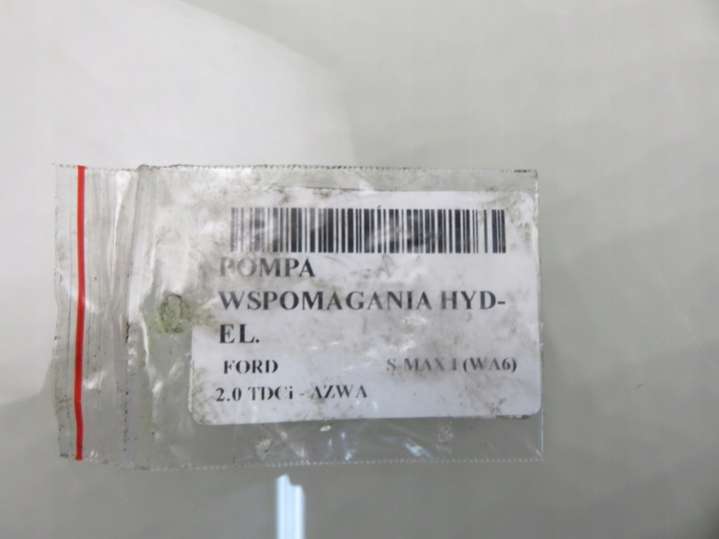 POMPA
WSPOMAGANIA HYD-
EL.
FORD S-MAX I (WA6)
2.0 TDCi - AZWA